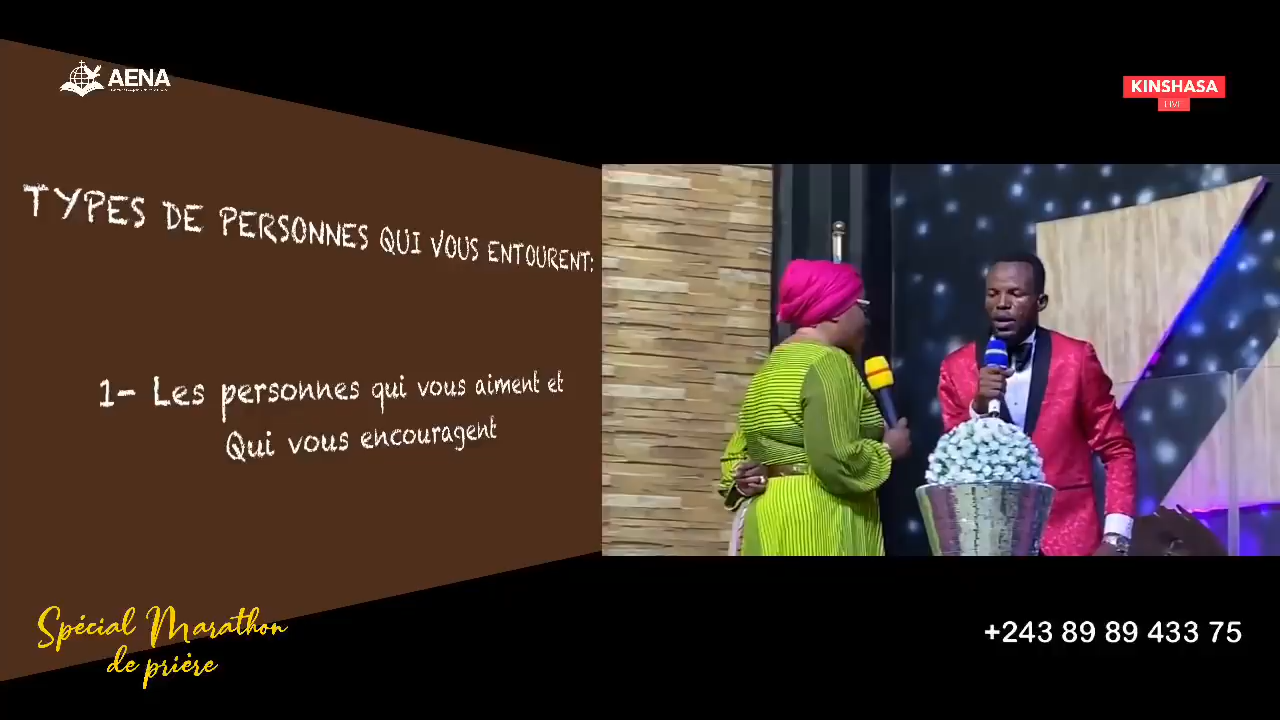 AENA
KINSHASA
LIVE
TYPES DE PERSONNES QUI VOUS ENTOURENT:
1- Les personnes qui vous aiment et
Qui vous encouragent
Spécial Marathon
de prière
+243 89 89 433 75